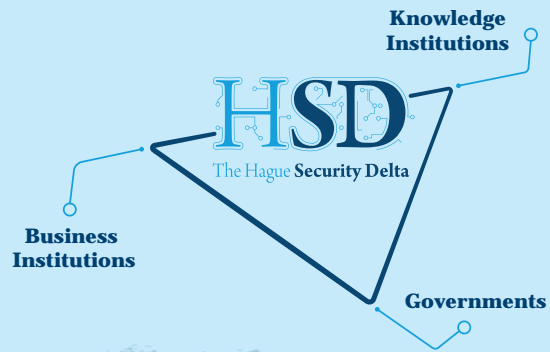 Knowledge
Institutions
HSD
The Hague Security Delta
Business
Institutions
Governments